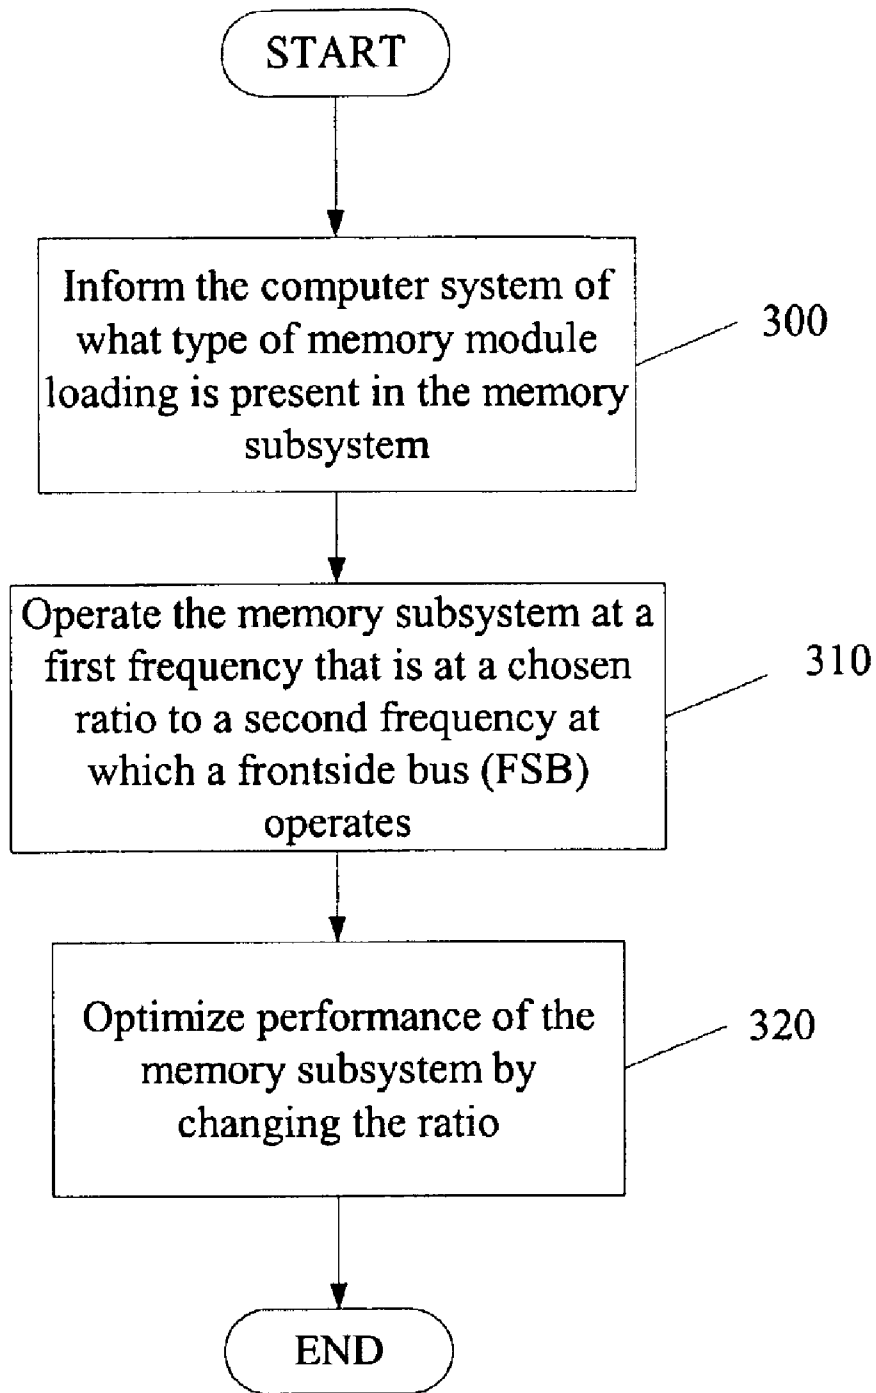 START
Inform the computer system of
what type of memory module
loading is present in the memory
subsystem
300
Operate the memory subsystem at a
first frequency that is at a chosen
ratio to a second frequency at
which a frontside bus (FSB)
operates
310
Optimize performance of the
memory subsystem by
changing the ratio
320
END